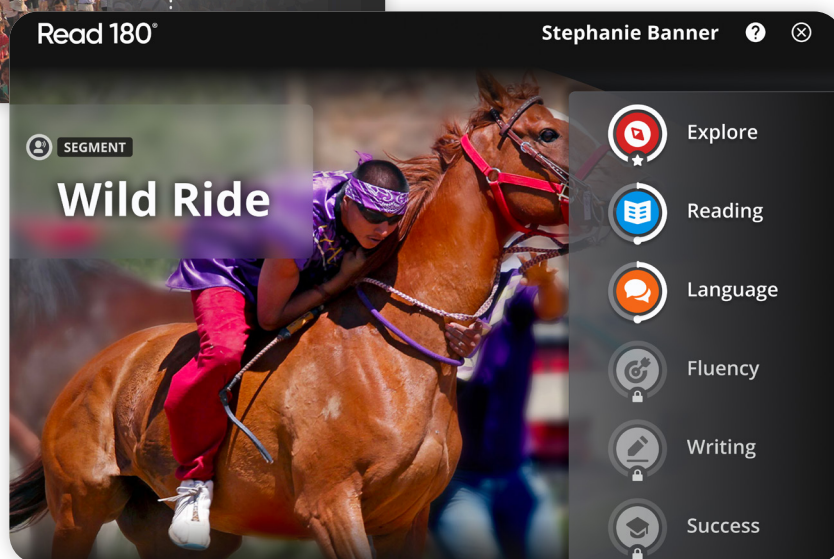 Read 180®
Stephanie Banner
?
SEGMENT
Wild Ride
Explore
Reading
Language
Fluency
Writing
Success